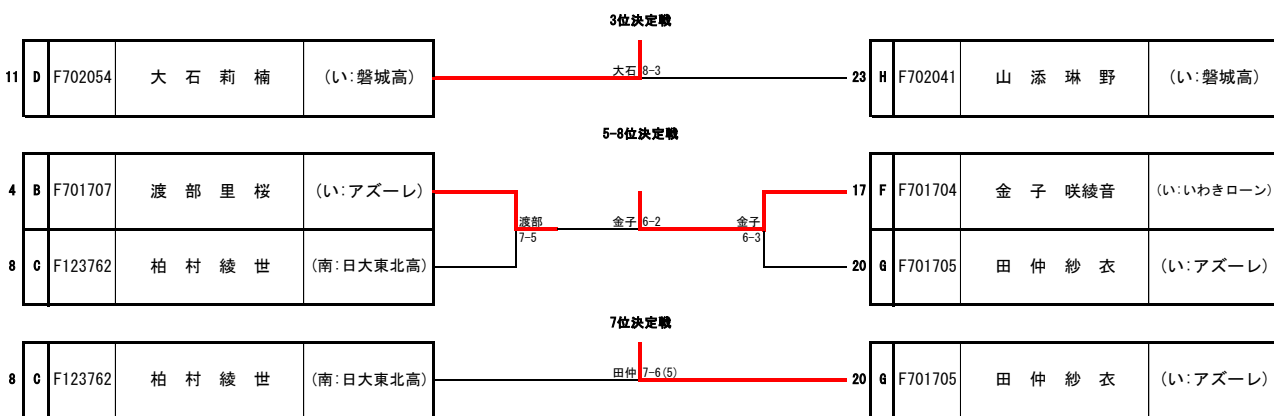 3位決定戦
11 D F702054 大 石 莉 楠 (い:磐城高) 大石 8-3 23 H F702041 山 添 琳 野 (い:磐城高)
5-8位決定戦
4 B F701707 渡 部 里 桜 (い:アズーレ) 17 F F701704 金 子 咲綾音 (い:いわきローン)
渡部 金子 6-2 金子
7-5 6-3
8 C F123762 柏 村 綾 世 (南:日大東北高) 20 G F701705 田 仲 紗 衣 (い:アズーレ)
7位決定戦
8 C F123762 柏 村 綾 世 (南:日大東北高) 田仲 7-6(5) 20 G F701705 田 仲 紗 衣 (い:アズーレ)